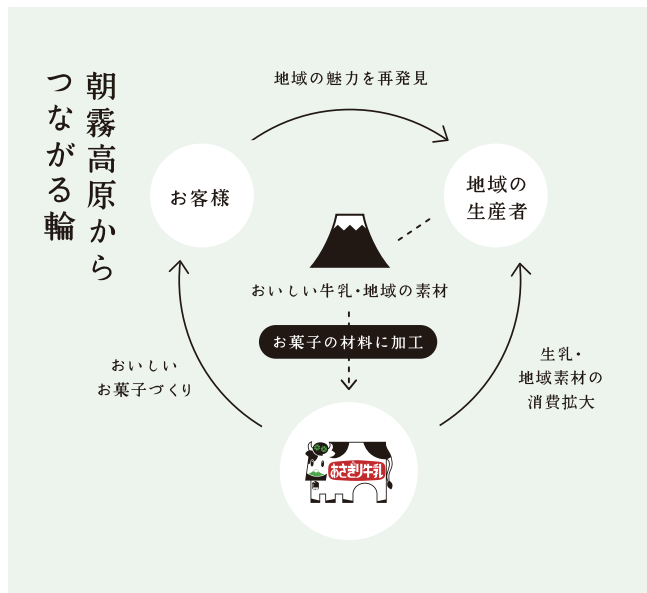 朝霧高原から
つながる輪
地域の魅力を再発見
お客様
地域の
生産者
おいしい牛乳・地域の素材
お菓子の材料に加工
おいしい
お菓子づくり
生乳・
地域素材の
消費拡大
あさぎり牛乳